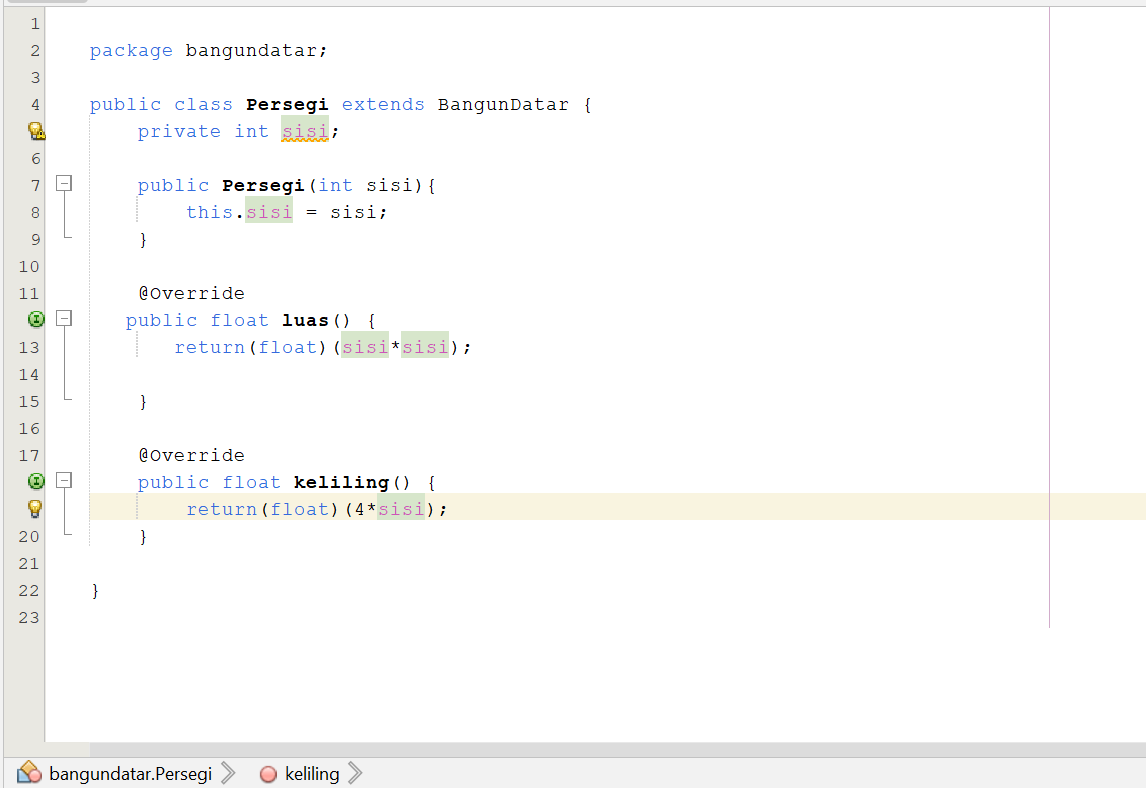 1
2 package bangundatar;
3
4 public class Persegi extends BangunDatar {
private int sisi;
6
7 public Persegi(int sisi){
8 this.sisi = sisi;
9 }
10
11 @Override
public float luas() {
13 return(float)(sisi*sisi);
14
15 }
16
17 @Override
public float keliling() {
return(float)(4*sisi);
20 }
21
22 }
23
bangundatar.Persegi keliling